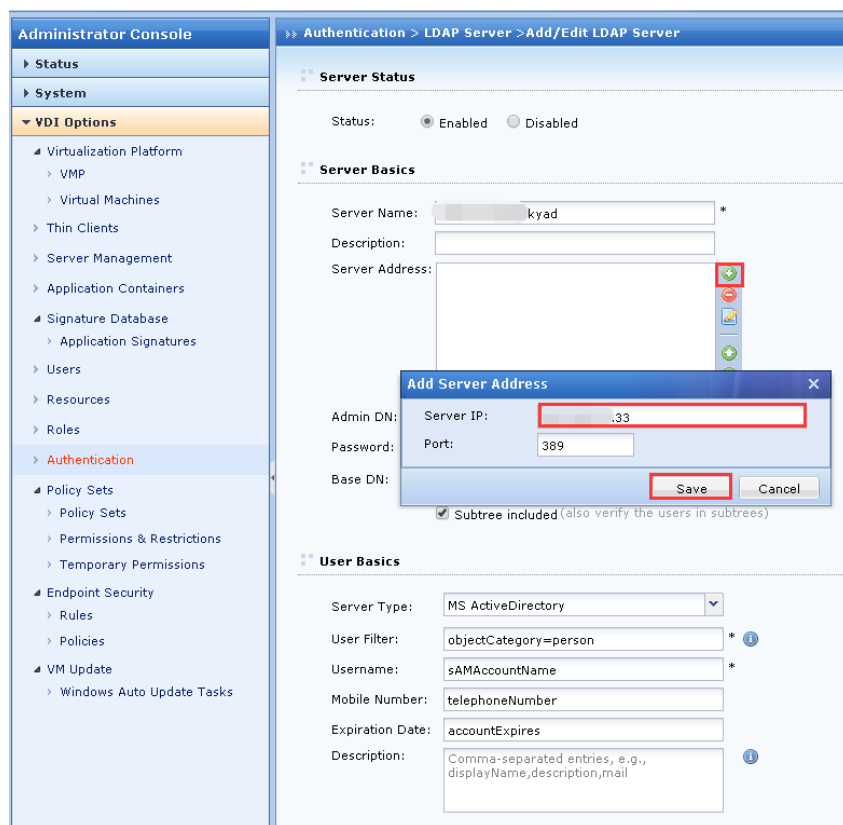 Administrator Console
Status
System
VDI Options
Virtualization Platform
VMP
Virtual Machines
Thin Clients
Server Management
Application Containers
Signature Database
Application Signatures
Users
Resources
Roles
Authentication
Policy Sets
Policy Sets
Permissions & Restrictions
Temporary Permissions
Endpoint Security
Rules
Policies
VM Update
Windows Auto Update Tasks
Authentication > LDAP Server >Add/Edit LDAP Server
Server Status
Status: Enabled Disabled
Server Basics
Server Name: kyad *
Description:
Server Address:
Add Server Address
Server IP: .33
Port: 389
Save Cancel
Admin DN:
Password:
Base DN:
Subtree included (also verify the users in subtrees)
User Basics
Server Type: MS ActiveDirectory
User Filter: objectCategory=person *
Username: sAMAccountName *
Mobile Number: telephoneNumber
Expiration Date: accountExpires
Description: Comma-separated entries, e.g.,
displayName,description,mail